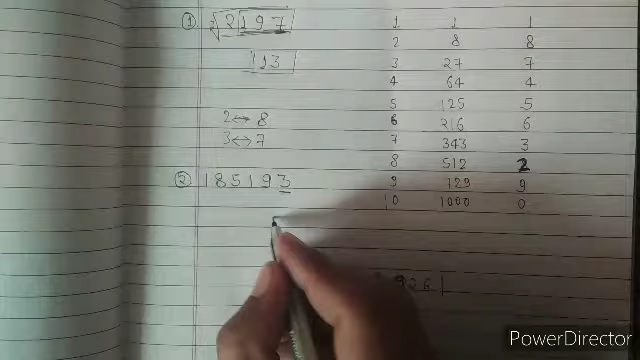 ① ∛2197
13
2↔8
3↔7
② 185193
1 1 1
2 8 8
3 27 7
4 64 4
5 125 5
6 216 6
7 343 3
8 512 2
9 729 9
10 1000 0
926
PowerDirector